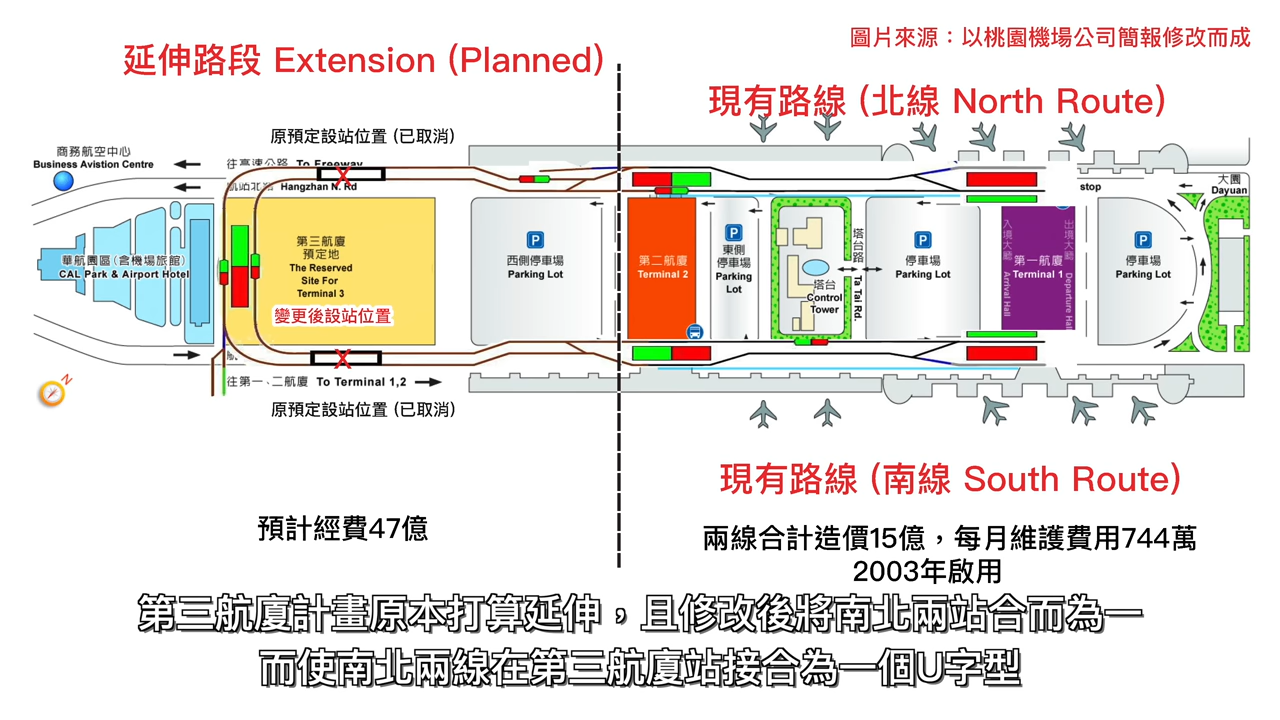 圖片來源：以桃園機場公司簡報修改而成
延伸路段 Extension (Planned)
現有路線 (北線 North Route)
原預定設站位置 (已取消)
商務航空中心
Business Avistion Centre
往高速公路 To Freeway
Hangzhan N. Rd
stop
大園
Dayuan
華航園區 (含機場旅館)
CAL Park & Airport Hotel
第三航廈
預定地
The Reserved
Site For
Terminal 3
變更後設站位置
P
西側停車場
Parking Lot
第二航廈
Terminal 2
P
東側
停車場
Parking
Lot
塔台
Control
Tower
塔台路 Ta Tai Rd.
P
停車場
Parking Lot
入境大廳 Arrival Hall
第一航廈
Terminal 1
出境大廳 Departure Hall
P
停車場
Parking Lot
N
往第一、二航廈 To Terminal 1,2
原預定設站位置 (已取消)
現有路線 (南線 South Route)
預計經費47億
兩線合計造價15億，每月維護費用744萬
2003年啟用
第三航廈計畫原本打算延伸，且修改後將南北兩站合而為一
而使南北兩線在第三航廈站接合為一個U字型